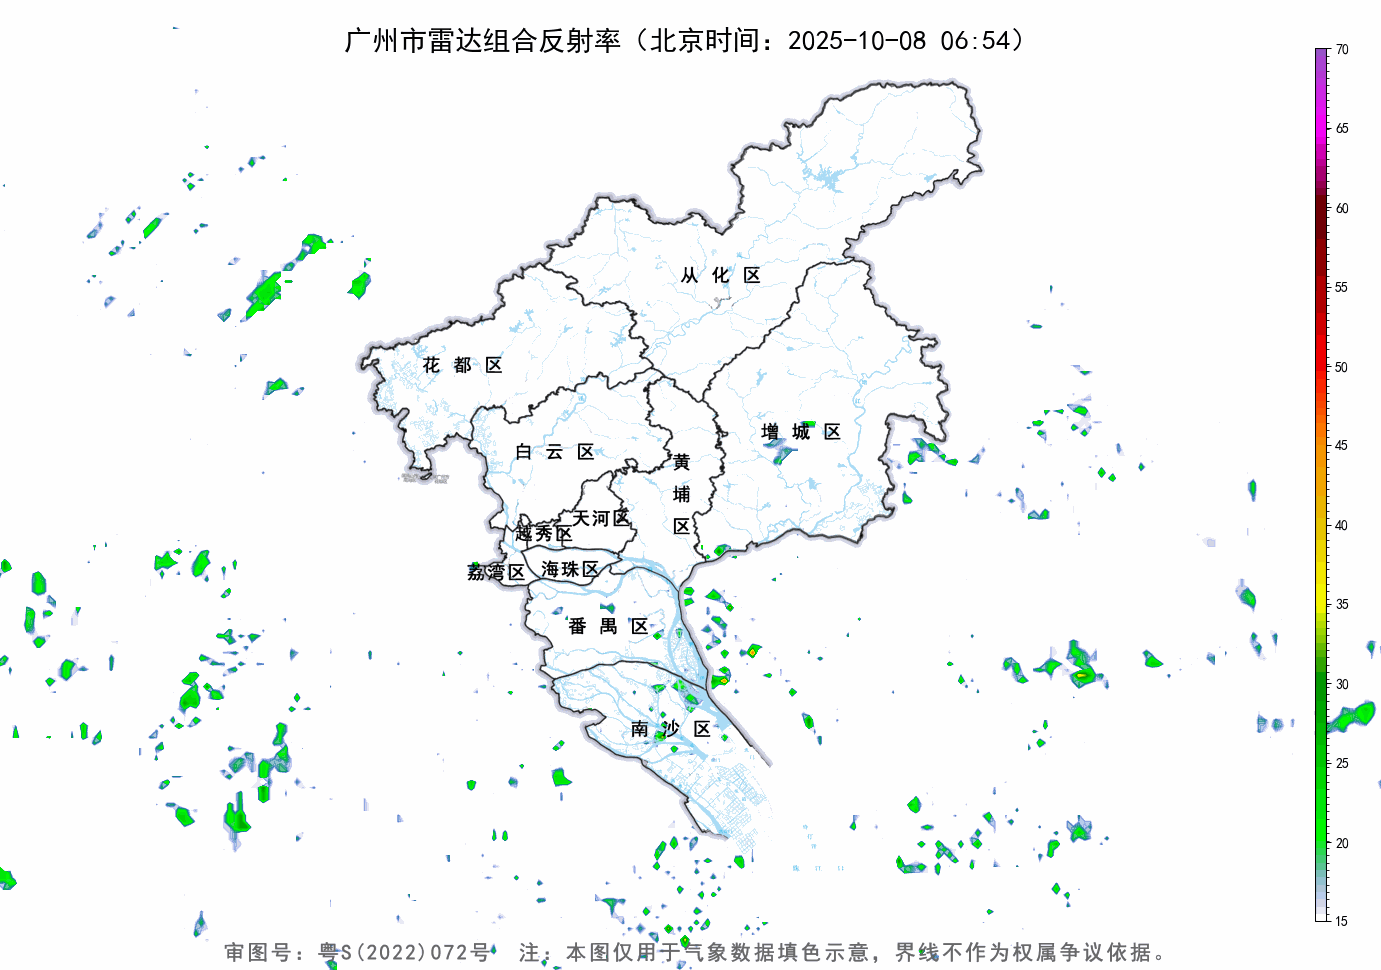 广州市雷达组合反射率（北京时间：2025-10-08 06:54）
70
65
60
55
50
45
40
35
30
25
20
15
从化区
花都区
增城区
白云区
黄埔区
天河区
越秀区
荔湾区
海珠区
番禺区
南沙区
审图号：粤S(2022)072号 注：本图仅用于气象数据填色示意，界线不作为权属争议依据。